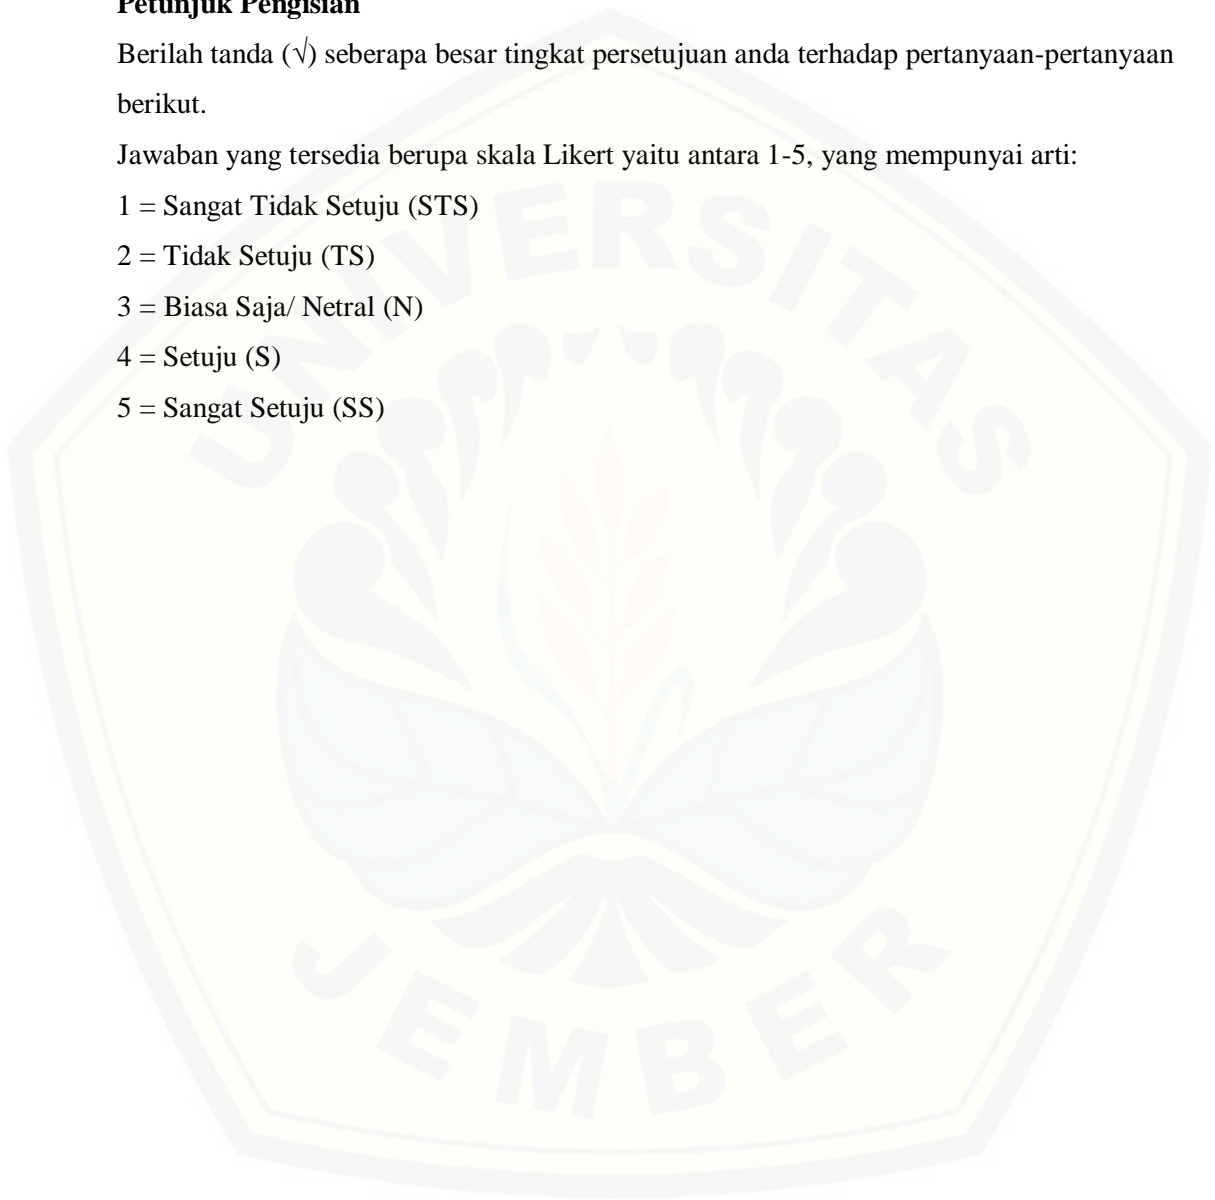 Petunjuk Pengisian
Berilah tanda (√) seberapa besar tingkat persetujuan anda terhadap pertanyaan-pertanyaan
berikut.
Jawaban yang tersedia berupa skala Likert yaitu antara 1-5, yang mempunyai arti:
1 = Sangat Tidak Setuju (STS)
2 = Tidak Setuju (TS)
3 = Biasa Saja/ Netral (N)
4 = Setuju (S)
5 = Sangat Setuju (SS)
UNIVERSITAS
JEMBER